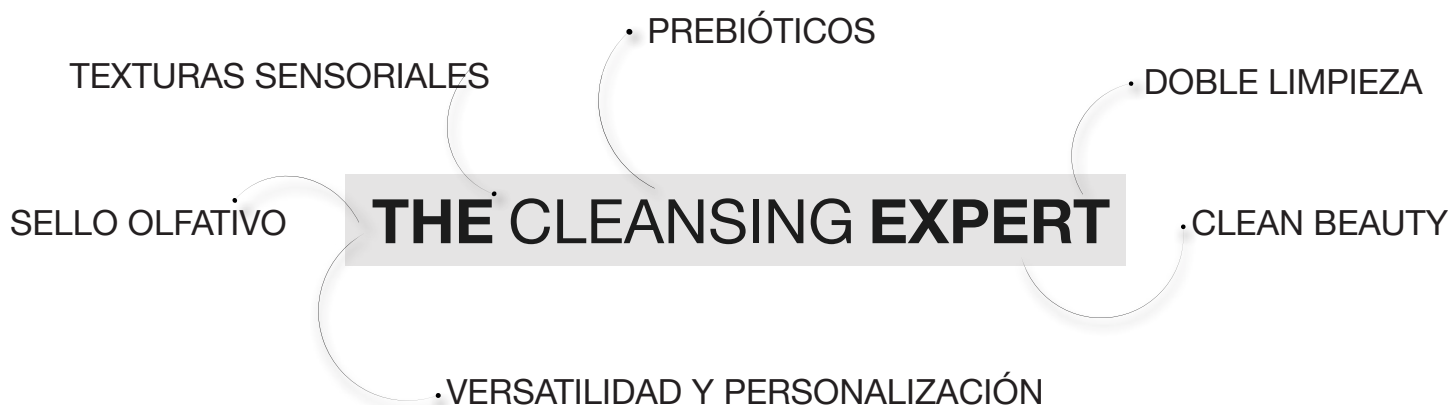 PREBIÓTICOS
TEXTURAS SENSORIALES
DOBLE LIMPIEZA
THE CLEANSING EXPERT
SELLO OLFATIVO
CLEAN BEAUTY
VERSATILIDAD Y PERSONALIZACIÓN